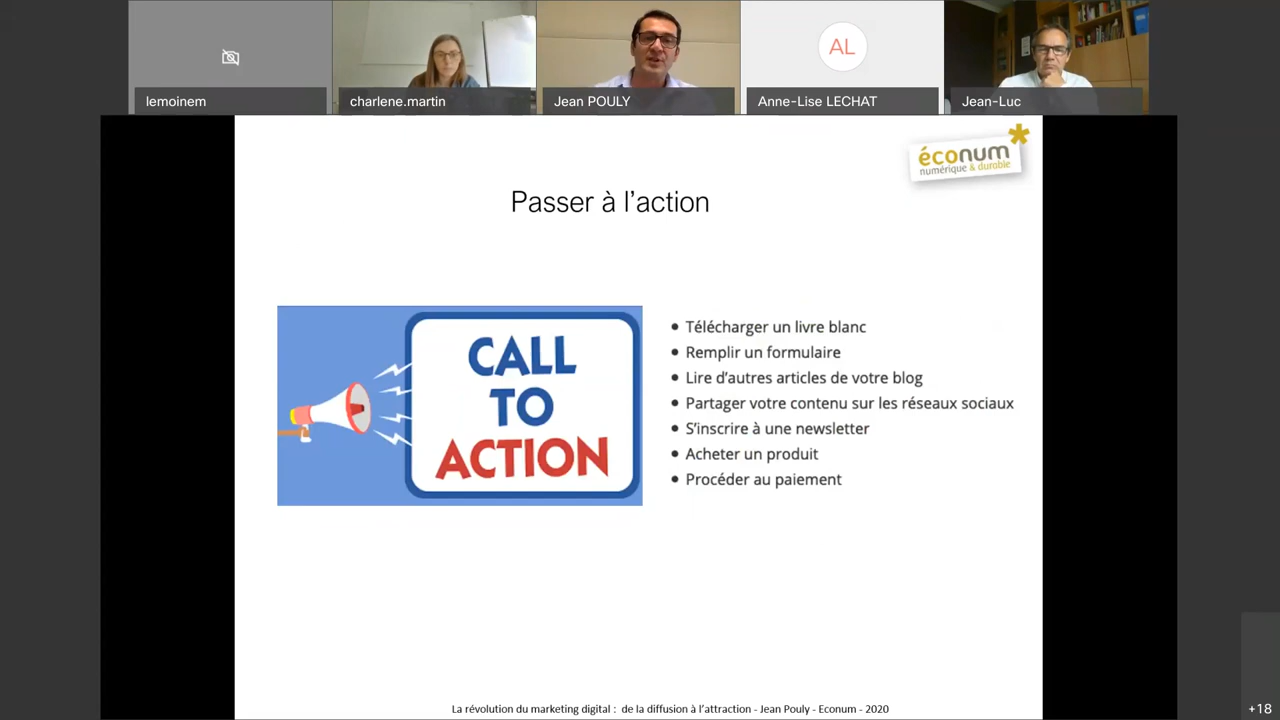 lemoinem
charlene.martin
Jean POULY
AL
Anne-Lise LECHAT
Jean-Luc
éconum
numérique & durable
Passer à l'action
CALL
TO
ACTION
• Télécharger un livre blanc
• Remplir un formulaire
• Lire d'autres articles de votre blog
• Partager votre contenu sur les réseaux sociaux
• S'inscrire à une newsletter
• Acheter un produit
• Procéder au paiement
La révolution du marketing digital : de la diffusion à l'attraction - Jean Pouly - Econum - 2020
+18